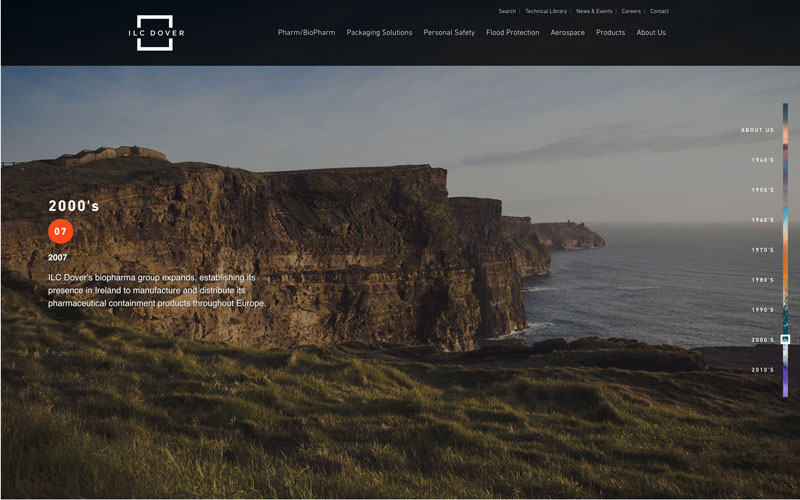 Search | Technical Library | News & Events | Careers | Contact
ILC DOVER
Pharm/BioPharm Packaging Solutions Personal Safety Flood Protection Aerospace Products About Us
ABOUT US
1940'S
1950'S
1960'S
1970'S
1980'S
1990'S
2000'S
2010'S
2000's
07
2007
ILC Dover's biopharma group expands, establishing its
presence in Ireland to manufacture and distribute its
pharmaceutical containment products throughout Europe.